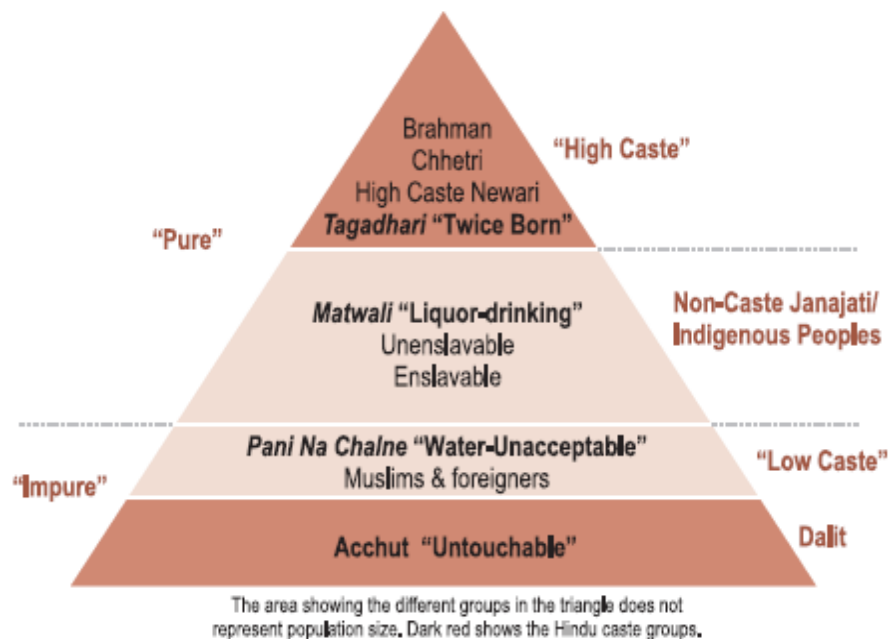 Brahman
Chhetri
High Caste Newari
Tagadhari “Twice Born”
“High Caste”
“Pure”
Matwali “Liquor-drinking”
Unenslavable
Enslavable
Non-Caste Janajati/
Indigenous Peoples
Pani Na Chalne “Water-Unacceptable”
Muslims & foreigners
“Low Caste”
“Impure”
Acchut “Untouchable”
Dalit
The area showing the different groups in the triangle does not
represent population size. Dark red shows the Hindu caste groups.